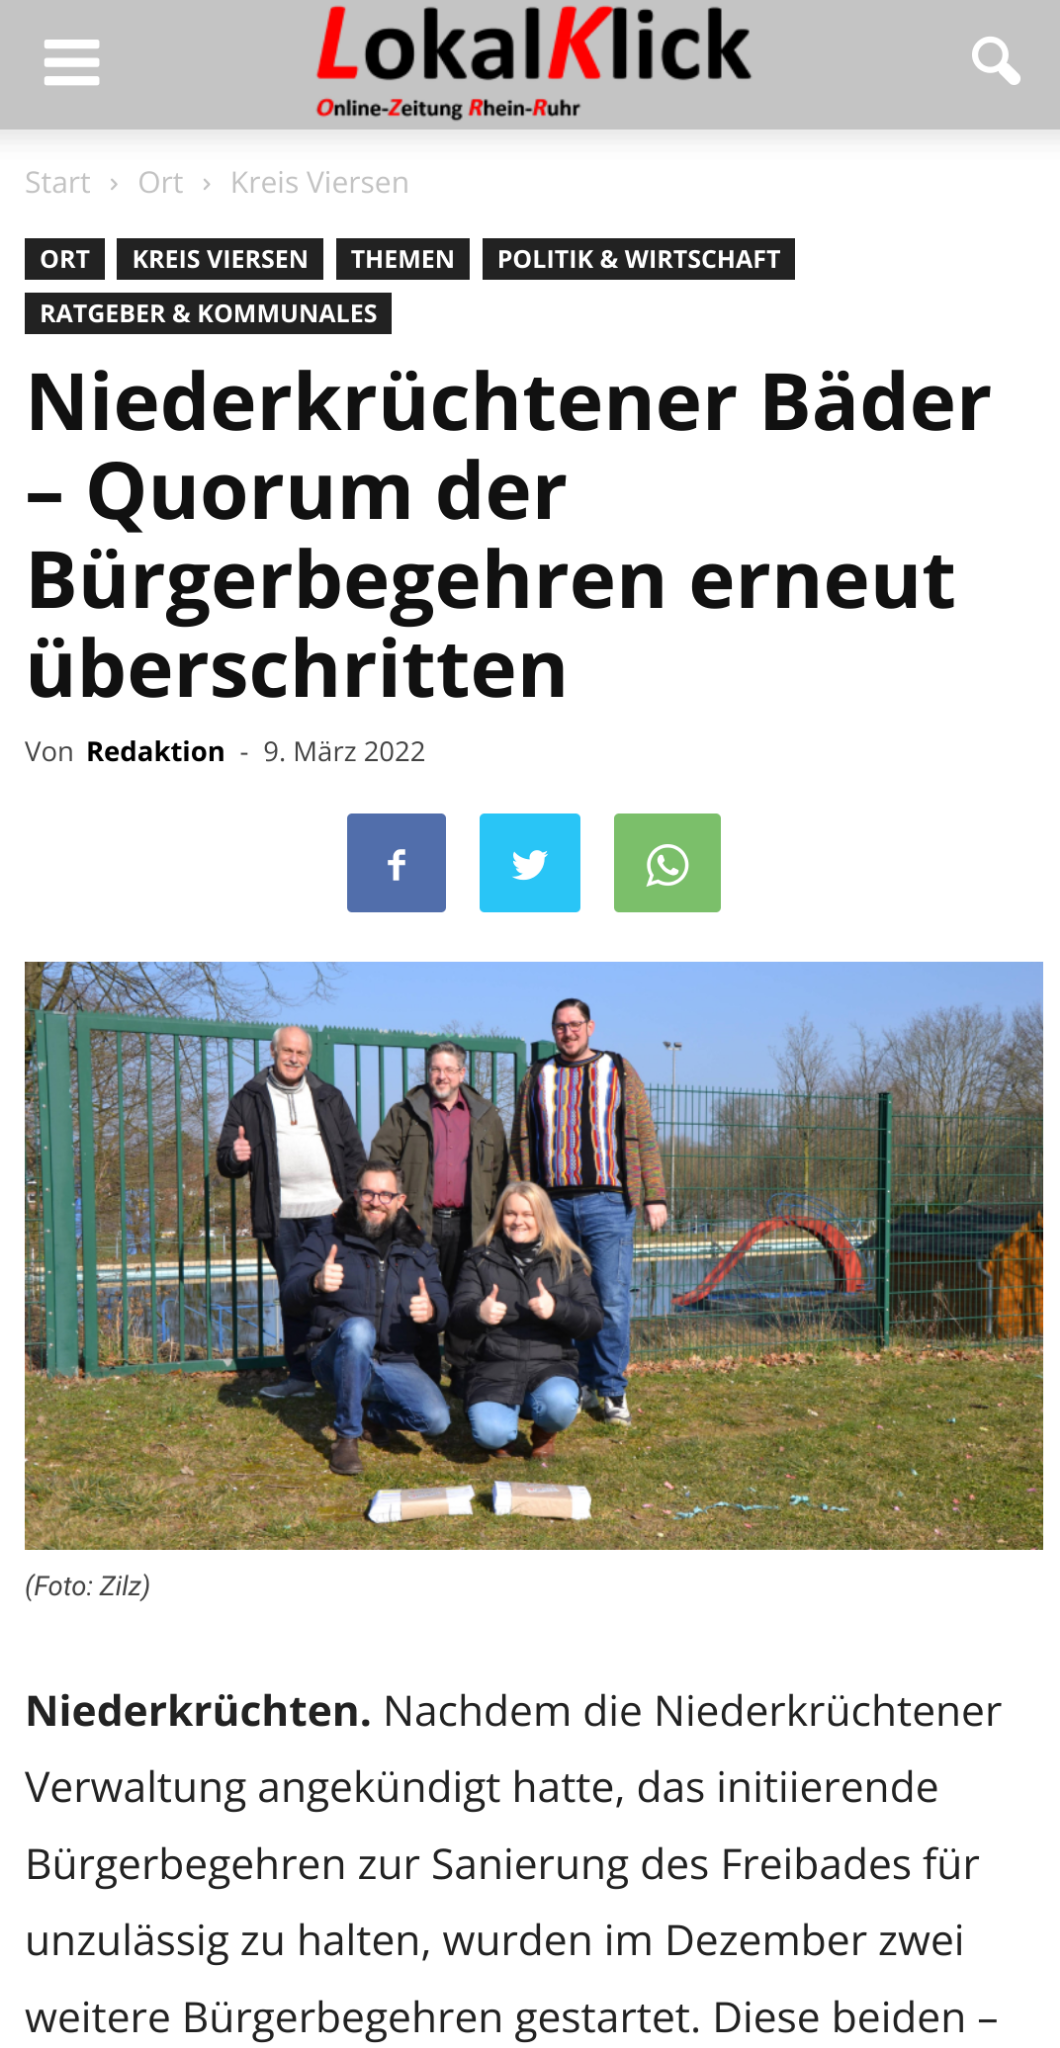 LokalKlick
Online-Zeitung Rhein-Ruhr
Start › Ort › Kreis Viersen
ORT KREIS VIERSEN THEMEN POLITIK & WIRTSCHAFT
RATGEBER & KOMMUNALES
Niederkrüchtener Bäder
– Quorum der
Bürgerbegehren erneut
überschritten
Von Redaktion - 9. März 2022
(Foto: Zilz)
Niederkrüchten. Nachdem die Niederkrüchtener
Verwaltung angekündigt hatte, das initiierende
Bürgerbegehren zur Sanierung des Freibades für
unzulässig zu halten, wurden im Dezember zwei
weitere Bürgerbegehren gestartet. Diese beiden –